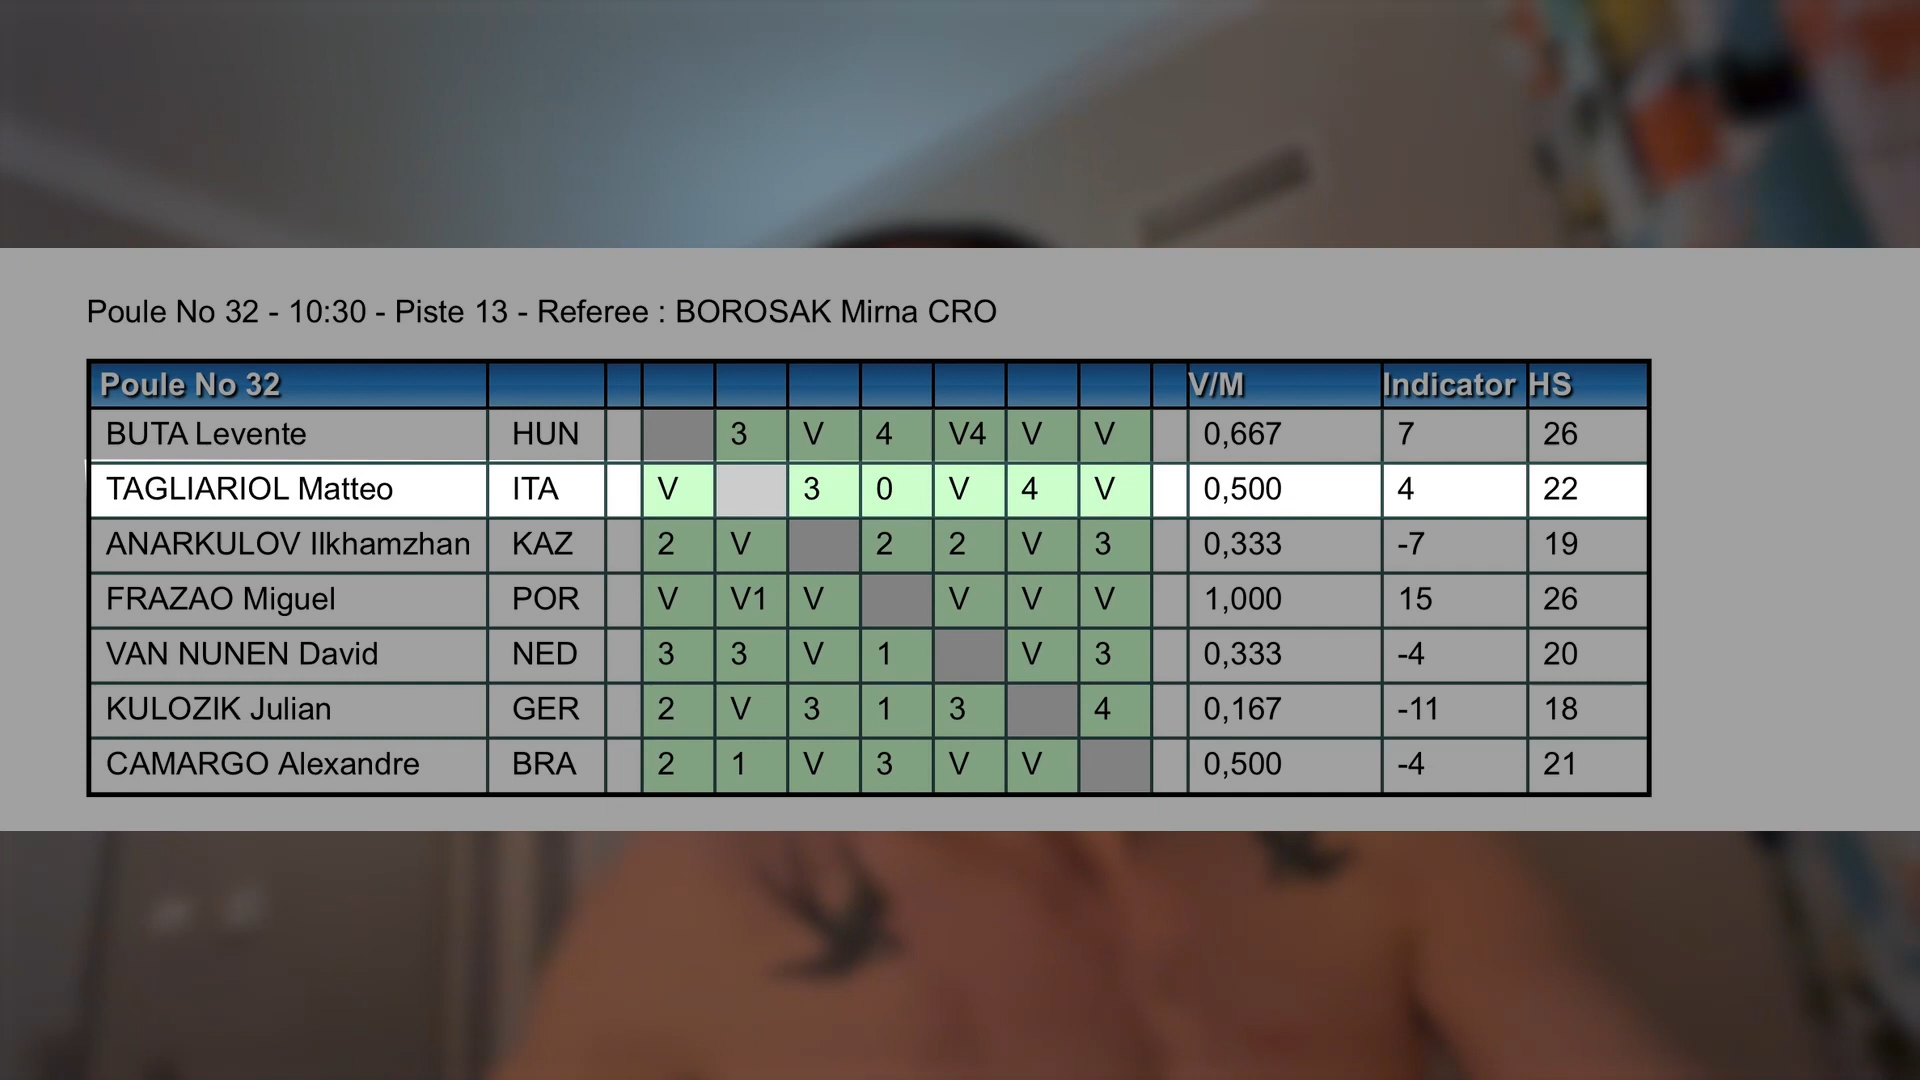 Poule No 32 - 10:30 - Piste 13 - Referee : BOROSAK Mirna CRO
Poule No 32 V/M Indicator HS
BUTA Levente HUN 3 V 4 V4 V V 0,667 7 26
TAGLIARIOL Matteo ITA V 3 0 V 4 V 0,500 4 22
ANARKULOV Ilkhamzhan KAZ 2 V 2 2 V 3 0,333 -7 19
FRAZAO Miguel POR V V1 V V V V 1,000 15 26
VAN NUNEN David NED 3 3 V 1 V 3 0,333 -4 20
KULOZIK Julian GER 2 V 3 1 3 4 0,167 -11 18
CAMARGO Alexandre BRA 2 1 V 3 V V 0,500 -4 21